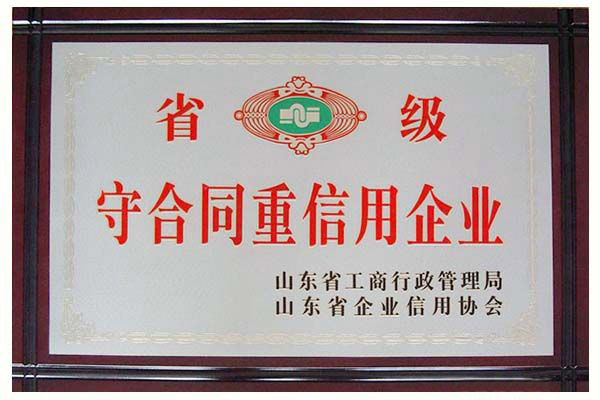 省级
守合同重信用企业
山东省工商行政管理局
山东省企业信用协会